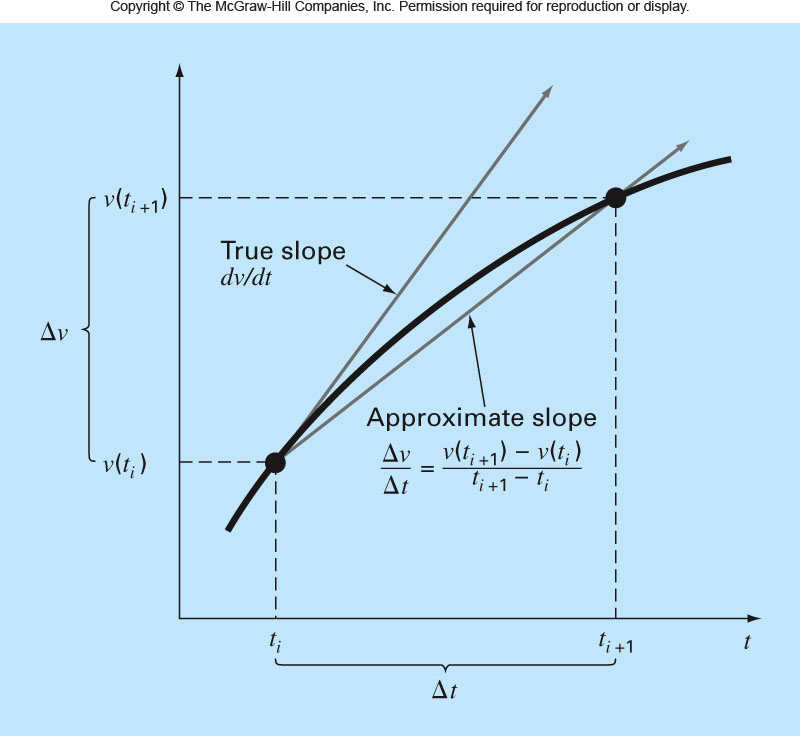 Copyright © The McGraw-Hill Companies, Inc. Permission required for reproduction or display.
v(tᵢ₊₁)
True slope
dv/dt
Δv
Approximate slope
Δv/Δt = (v(tᵢ₊₁) − v(tᵢ))/(tᵢ₊₁ − tᵢ)
v(tᵢ)
tᵢ
tᵢ₊₁
t
Δt